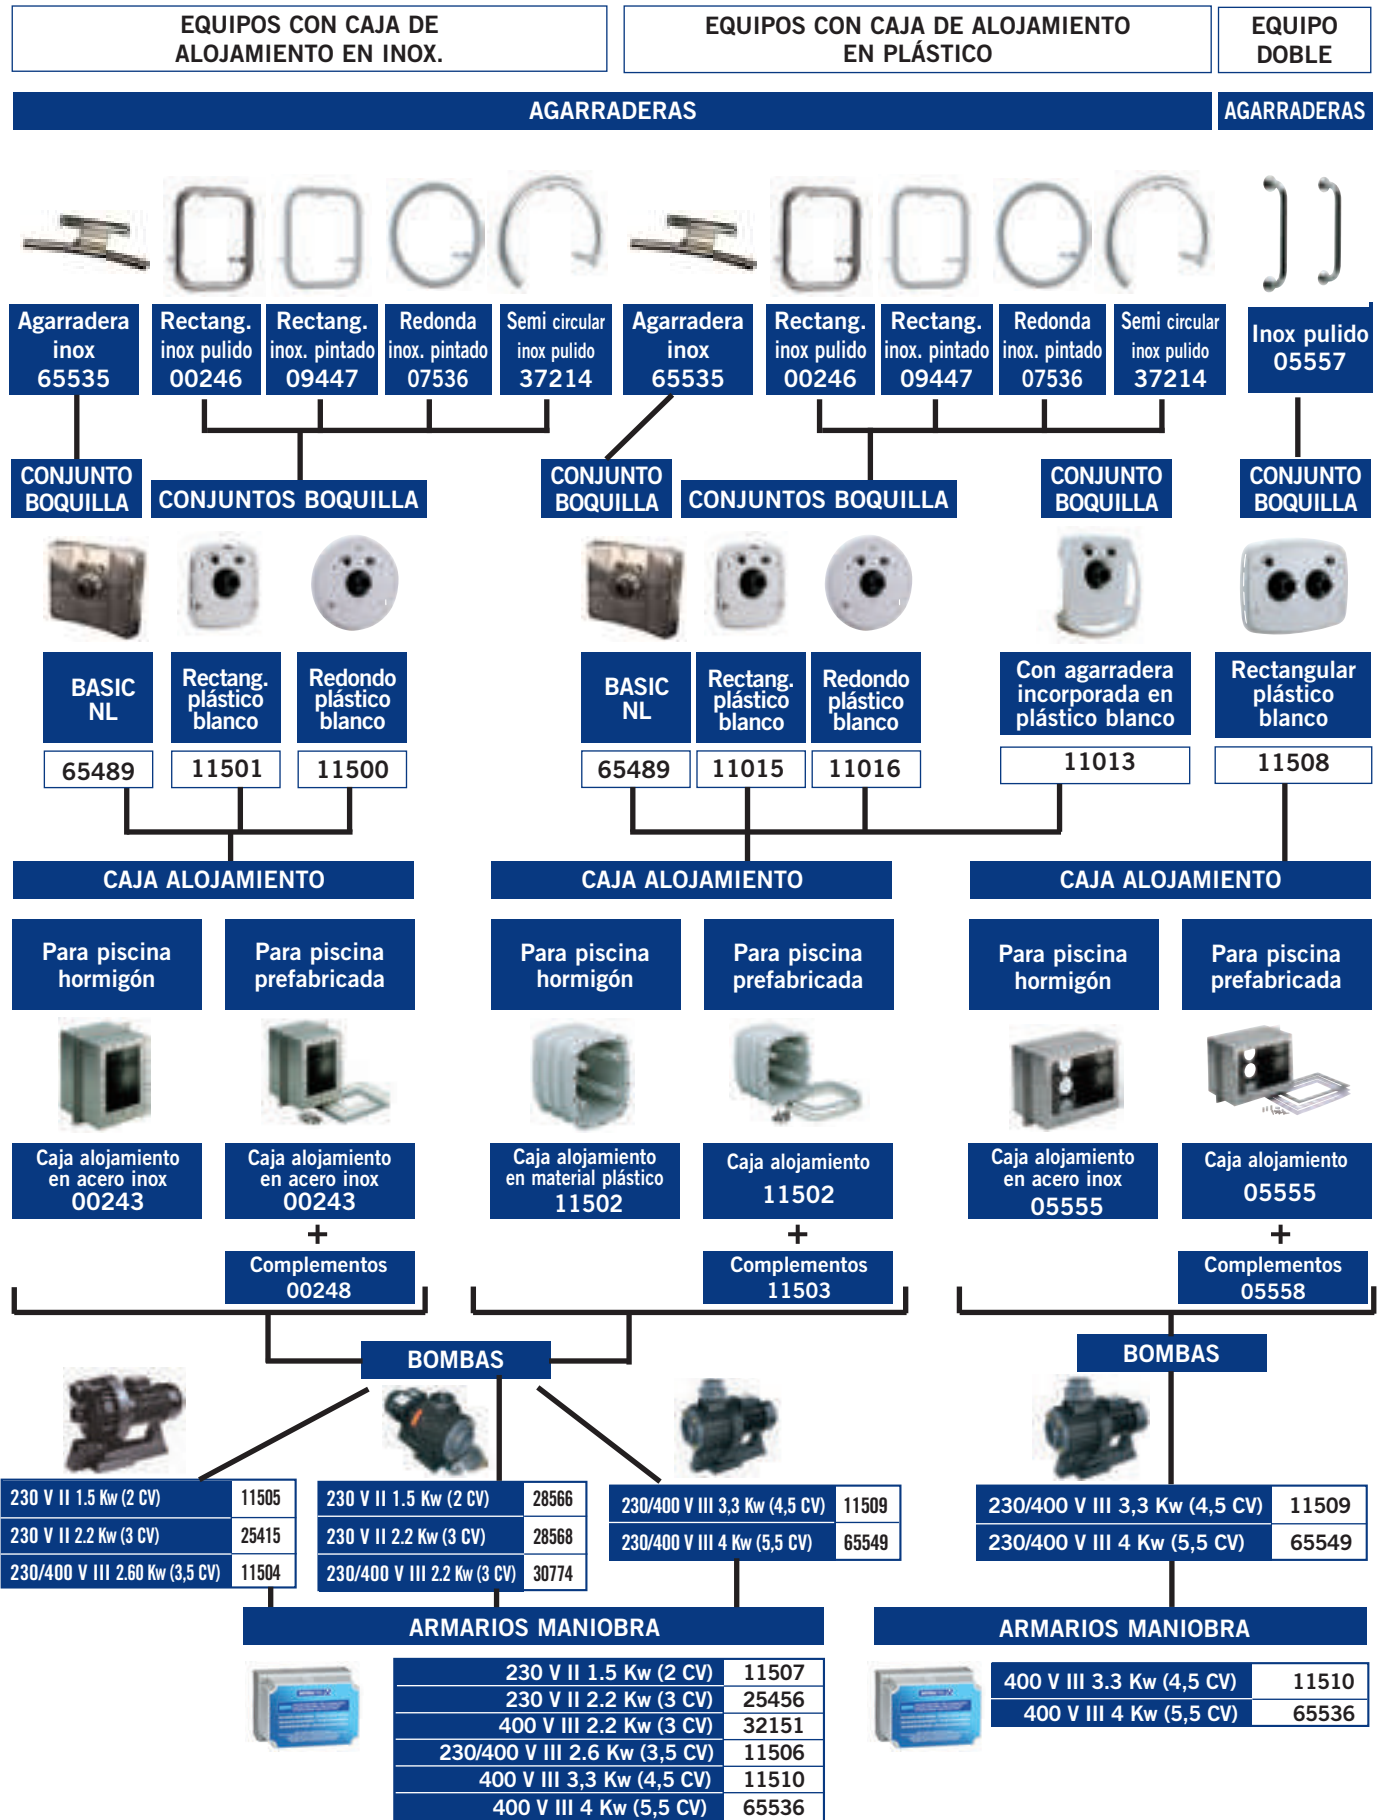 EQUIPOS CON CAJA DE
ALOJAMIENTO EN INOX.
EQUIPOS CON CAJA DE ALOJAMIENTO
EN PLÁSTICO
EQUIPO
DOBLE
AGARRADERAS
AGARRADERAS
Agarradera
inox
65535
Rectang.
inox pulido
00246
Rectang.
inox. pintado
09447
Redonda
inox. pintado
07536
Semi circular
inox pulido
37214
Agarradera
inox
65535
Rectang.
inox pulido
00246
Rectang.
inox. pintado
09447
Redonda
inox. pintado
07536
Semi circular
inox pulido
37214
Inox pulido
05557
CONJUNTO
BOQUILLA
CONJUNTOS BOQUILLA
CONJUNTO
BOQUILLA
CONJUNTOS BOQUILLA
CONJUNTO
BOQUILLA
CONJUNTO
BOQUILLA
BASIC
NL
65489
Rectang.
plástico
blanco
11501
Redondo
plástico
blanco
11500
BASIC
NL
65489
Rectang.
plástico
blanco
11015
Redondo
plástico
blanco
11016
Con agarradera
incorporada en
plástico blanco
11013
Rectangular
plástico
blanco
11508
CAJA ALOJAMIENTO
CAJA ALOJAMIENTO
CAJA ALOJAMIENTO
Para piscina
hormigón
Para piscina
prefabricada
Para piscina
hormigón
Para piscina
prefabricada
Para piscina
hormigón
Para piscina
prefabricada
Caja alojamiento
en acero inox
00243
Caja alojamiento
en acero inox
00243
+
Complementos
00248
Caja alojamiento
en material plástico
11502
Caja alojamiento
11502
+
Complementos
11503
Caja alojamiento
en acero inox
05555
Caja alojamiento
05555
+
Complementos
05558
BOMBAS
BOMBAS
230 V II 1.5 Kw (2 CV) 11505
230 V II 2.2 Kw (3 CV) 25415
230/400 V III 2.60 Kw (3,5 CV) 11504
230 V II 1.5 Kw (2 CV) 28566
230 V II 2.2 Kw (3 CV) 28568
230/400 V III 2.2 Kw (3 CV) 30774
230/400 V III 3,3 Kw (4,5 CV) 11509
230/400 V III 4 Kw (5,5 CV) 65549
230/400 V III 3,3 Kw (4,5 CV) 11509
230/400 V III 4 Kw (5,5 CV) 65549
ARMARIOS MANIOBRA
230 V II 1.5 Kw (2 CV) 11507
230 V II 2.2 Kw (3 CV) 25456
400 V III 2.2 Kw (3 CV) 32151
230/400 V III 2.6 Kw (3,5 CV) 11506
400 V III 3,3 Kw (4,5 CV) 11510
400 V III 4 Kw (5,5 CV) 65536
ARMARIOS MANIOBRA
400 V III 3.3 Kw (4,5 CV) 11510
400 V III 4 Kw (5,5 CV) 65536